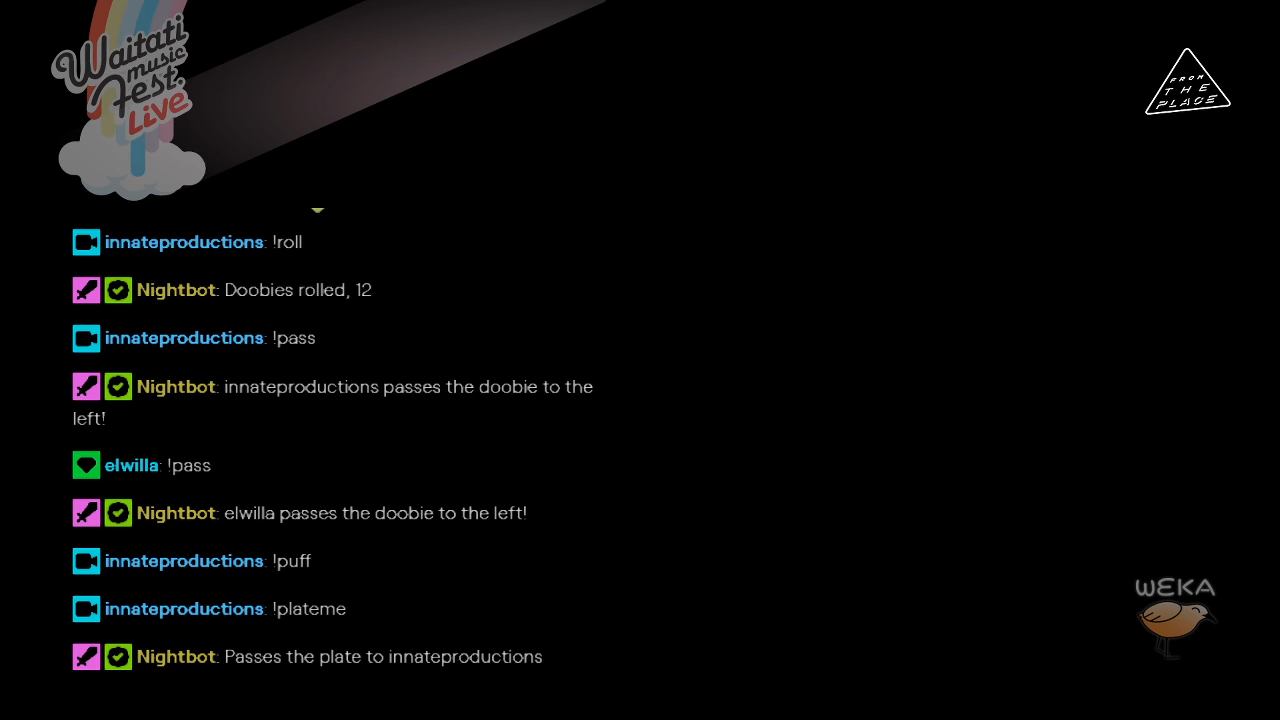 Waitati
music
Fest.
Live
FROM
THE
PLACE
innateproductions: !roll
Nightbot: Doobies rolled, 12
innateproductions: !pass
Nightbot: innateproductions passes the doobie to the
left!
elwilla: !pass
Nightbot: elwilla passes the doobie to the left!
innateproductions: !puff
innateproductions: !plateme
Nightbot: Passes the plate to innateproductions
WEKA